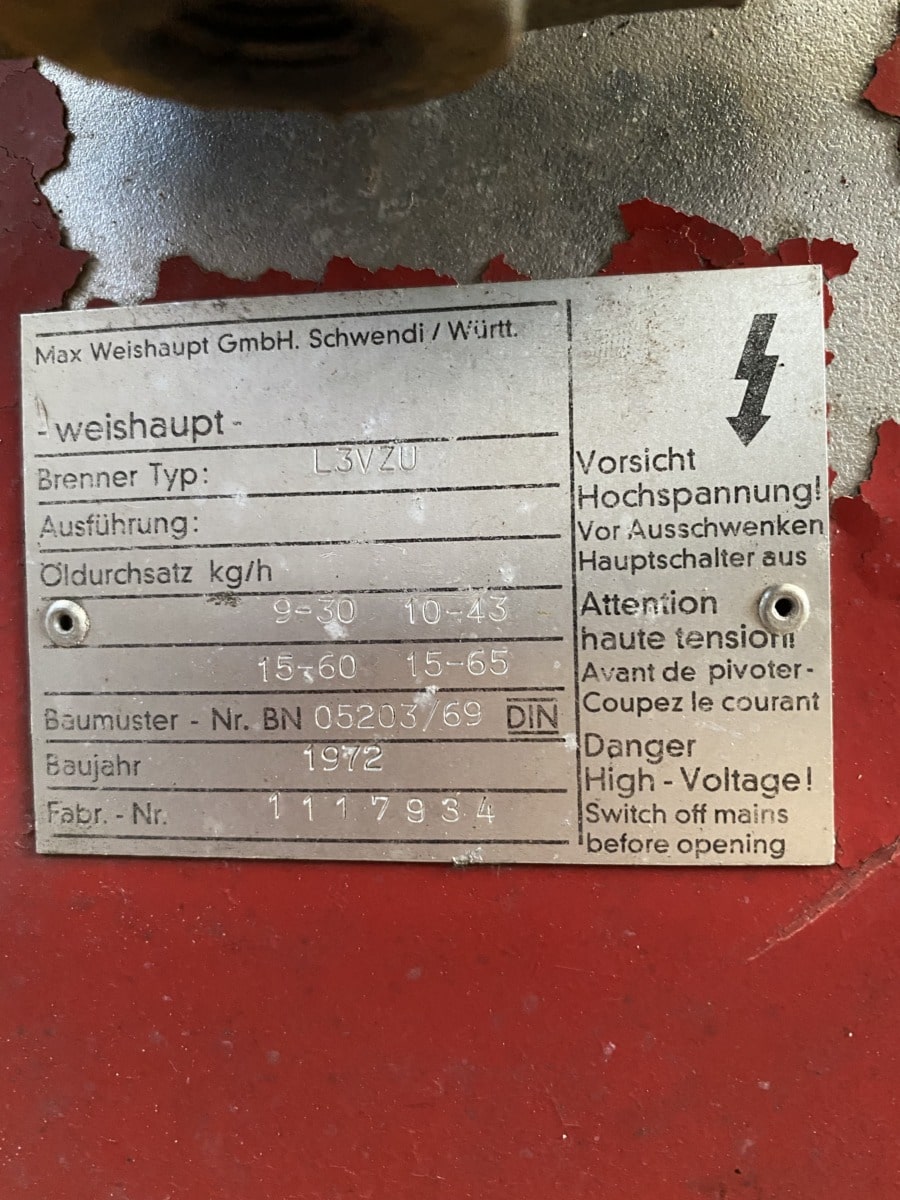 Max Weishaupt GmbH. Schwendi / Württ.
-weishaupt-
Brenner Typ: L3VZU
Ausführung:
Öldurchsatz kg/h
9-30 10-43
15-60 15-65
Baumuster - Nr. BN 05203/69 DIN
Baujahr 1972
Fabr. - Nr. 1117934
Vorsicht
Hochspannung!
Vor Ausschwenken
Hauptschalter aus
Attention
haute tension!
Avant de pivoter-
Coupez le courant
Danger
High - Voltage!
Switch off mains
before opening